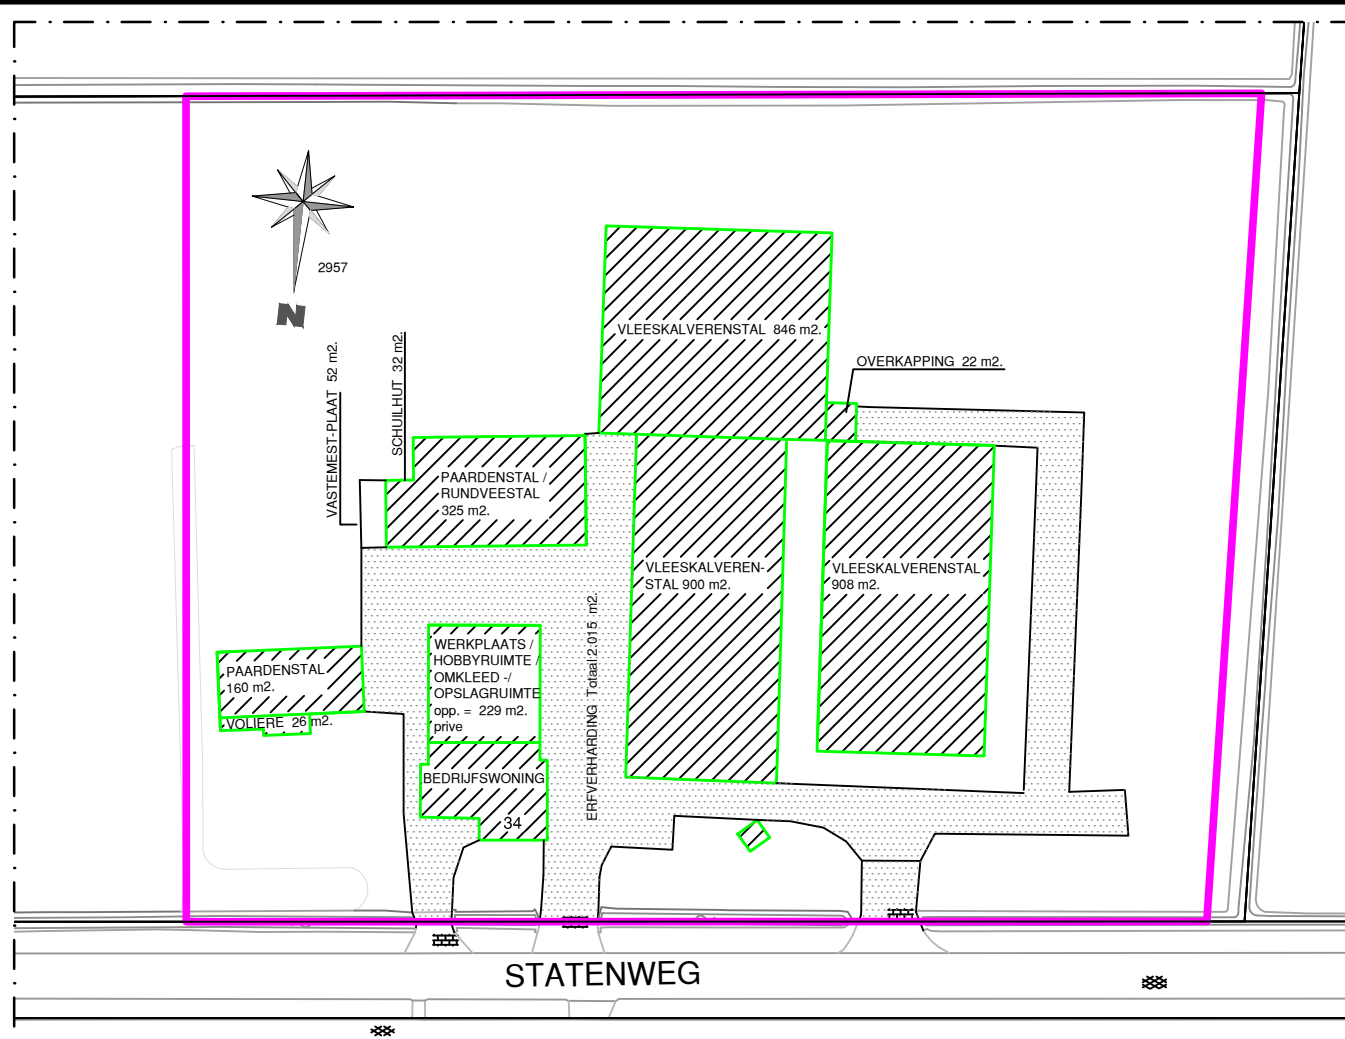 2957
N
VLEESKALVERENSTAL 846 m2.
OVERKAPPING 22 m2.
VASTEMEST-PLAAT 52 m2.
SCHUILHUT 32 m2.
PAARDENSTAL /
RUNDVEESTAL
325 m2.
VLEESKALVEREN-
STAL 900 m2.
VLEESKALVERENSTAL
908 m2.
ERFVERHARDING Totaal 2.015 m2.
WERKPLAATS /
HOBBYRUIMTE /
OMKLEED -/
OPSLAGRUIMTE
opp. = 229 m2.
prive
PAARDENSTAL
160 m2.
VOLIERE 26 m2.
BEDRIJFSWONING
34
STATENWEG